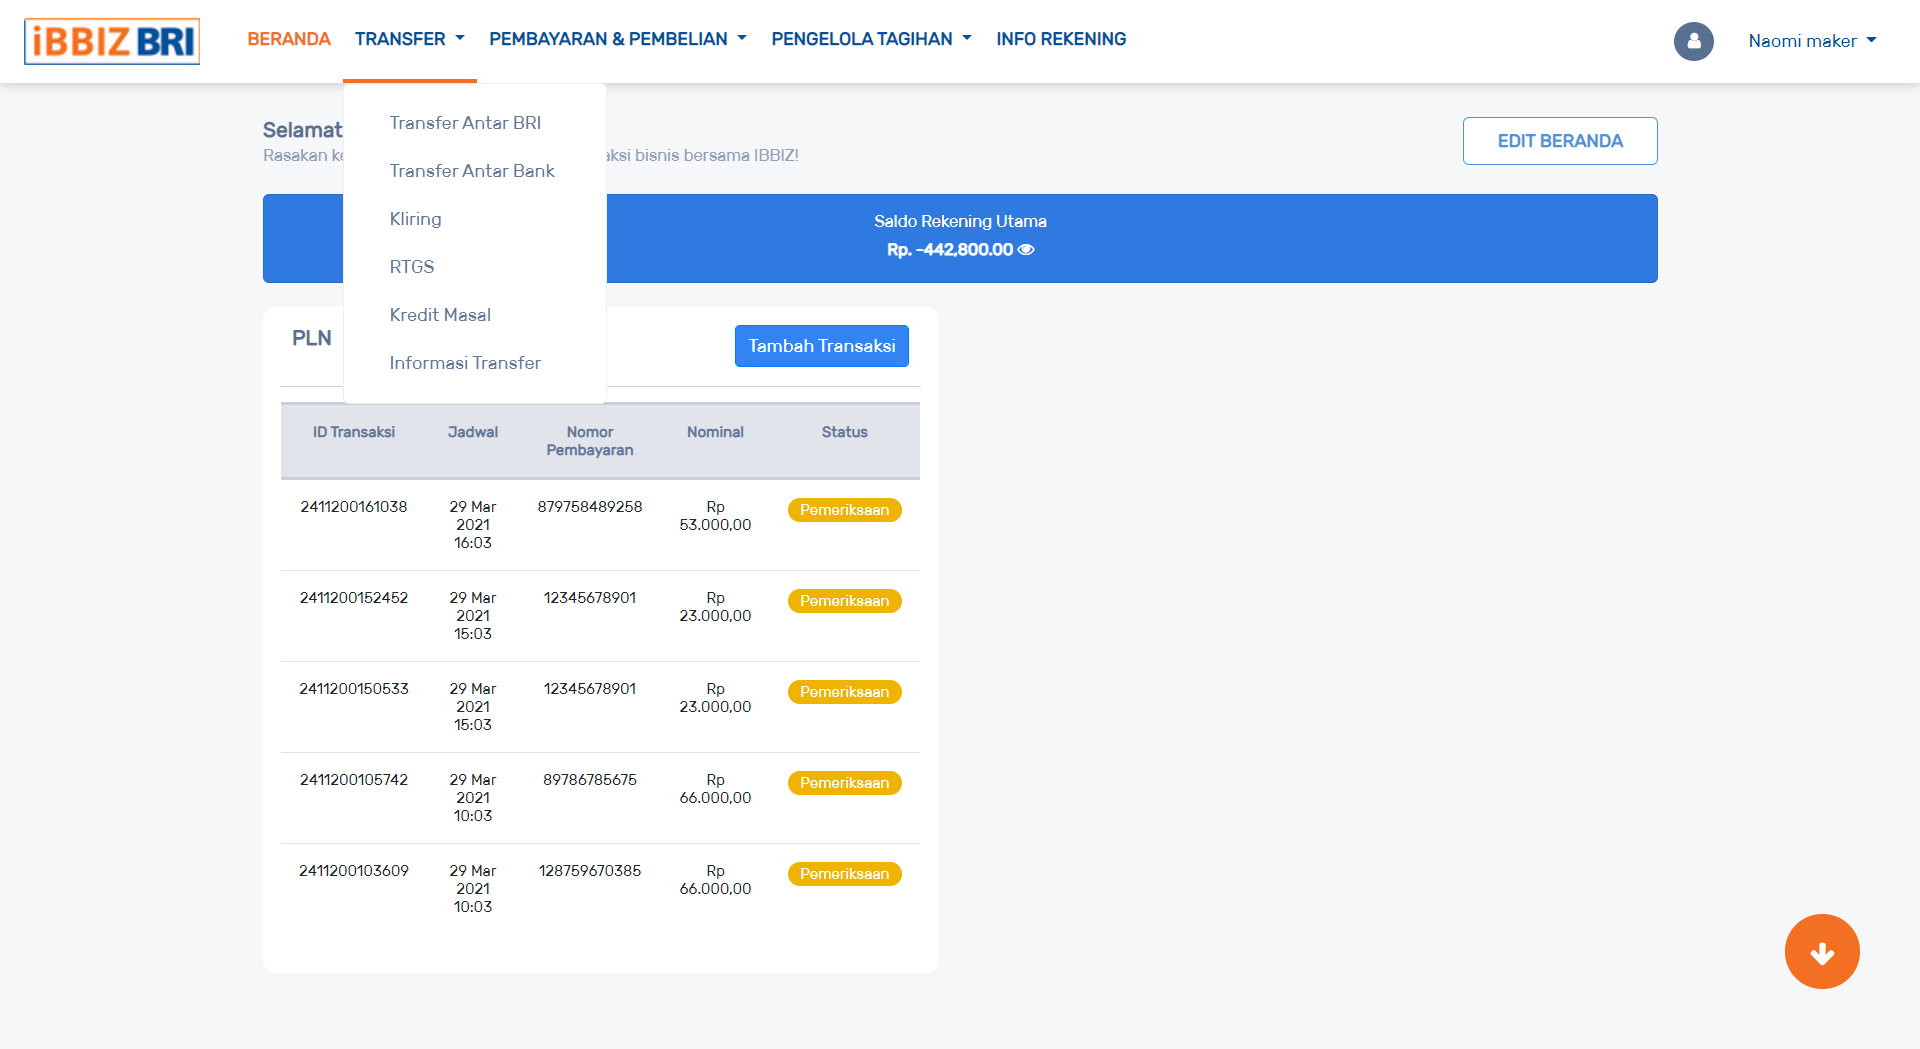 iBBIZ BRI
BERANDA
TRANSFER
PEMBAYARAN & PEMBELIAN
PENGELOLA TAGIHAN
INFO REKENING
Naomi maker
Transfer Antar BRI
Transfer Antar Bank
Kliring
RTGS
Kredit Masal
Informasi Transfer
Selamat
Rasakan
bisnis bersama IBBIZ!
EDIT BERANDA
Saldo Rekening Utama
Rp. -442,800.00
PLN
Tambah Transaksi
ID Transaksi
Jadwal
Nomor
Pembayaran
Nominal
Status
2411200161038
29 Mar
2021
16:03
879758489258
Rp
53.000,00
Pemeriksaan
2411200152452
29 Mar
2021
15:03
12345678901
Rp
23.000,00
Pemeriksaan
2411200150533
29 Mar
2021
15:03
12345678901
Rp
23.000,00
Pemeriksaan
2411200105742
29 Mar
2021
10:03
89786785675
Rp
66.000,00
Pemeriksaan
2411200103609
29 Mar
2021
10:03
128759670385
Rp
66.000,00
Pemeriksaan